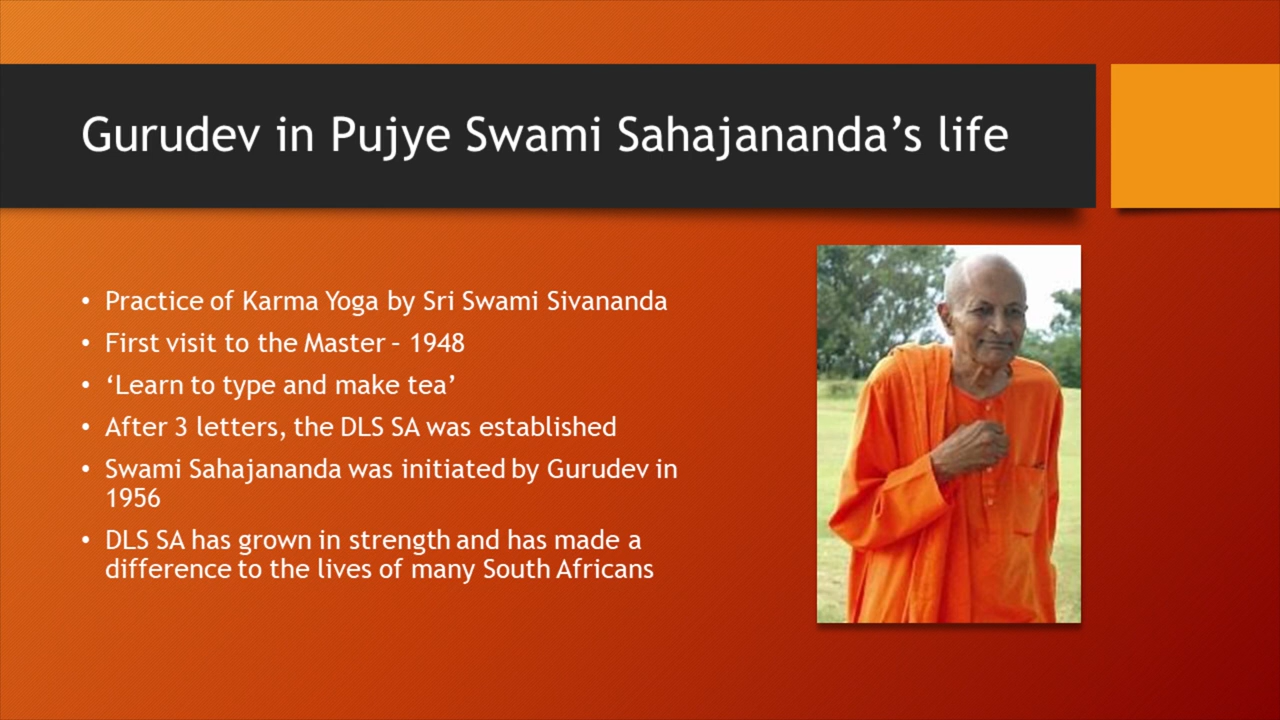 Gurudev in Pujye Swami Sahajananda’s life
• Practice of Karma Yoga by Sri Swami Sivananda
• First visit to the Master – 1948
• ‘Learn to type and make tea’
• After 3 letters, the DLS SA was established
• Swami Sahajananda was initiated by Gurudev in
1956
• DLS SA has grown in strength and has made a
difference to the lives of many South Africans